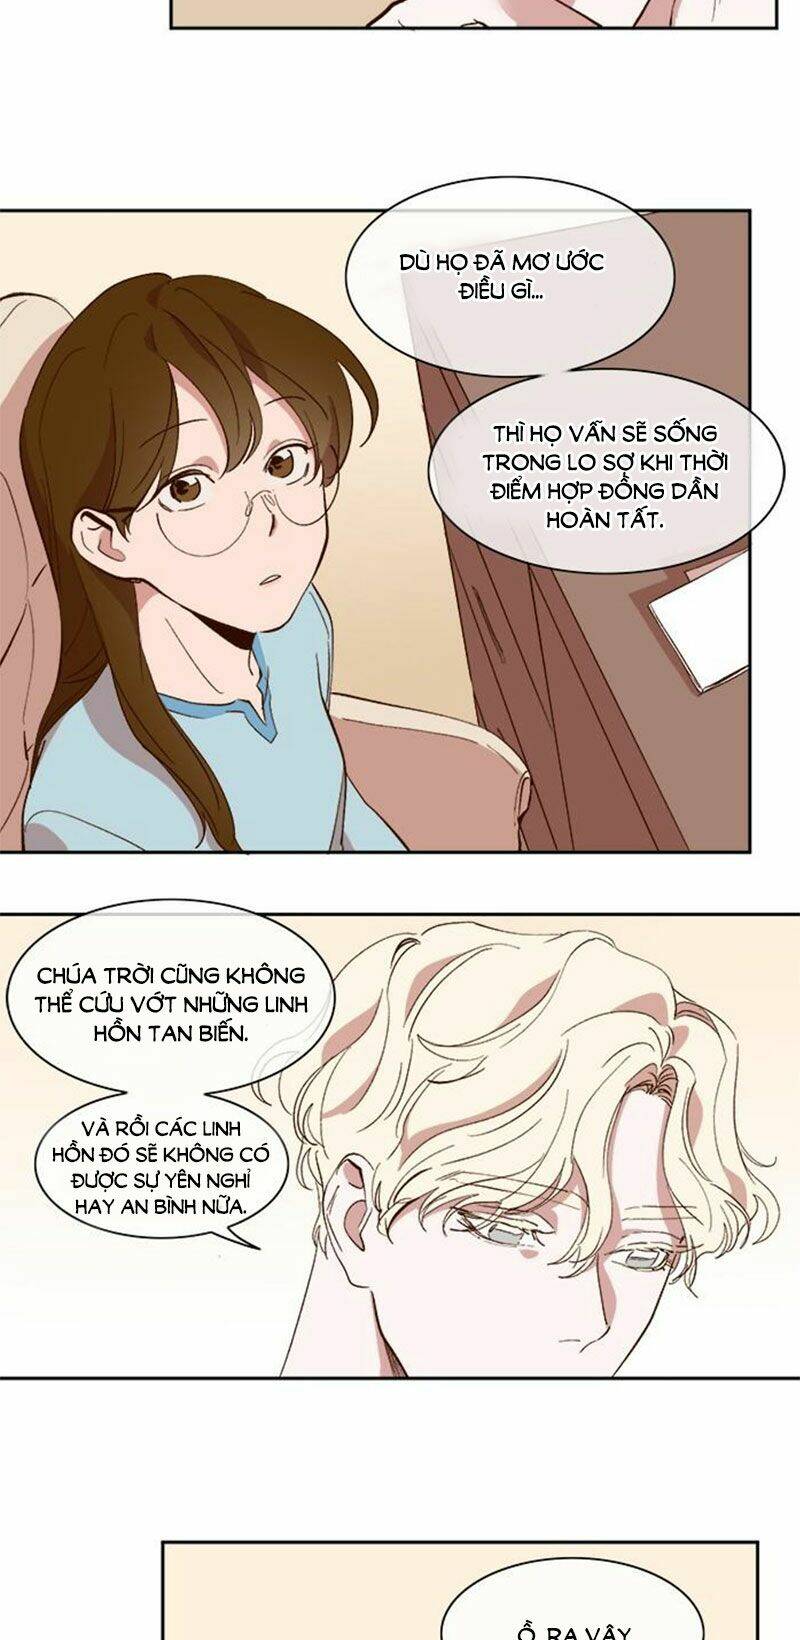 DÙ HỌ ĐÃ MƠ ƯỚC
ĐIỀU GÌ...
THÌ HỌ VẪN SẼ SỐNG
TRONG LO SỢ KHI THỜI
ĐIỂM HỢP ĐỒNG DẦN
HOÀN TẤT.
CHÚA TRỜI CŨNG KHÔNG
THỂ CỨU VỚT NHỮNG LINH
HỒN TAN BIẾN.
VÀ RỒI CÁC LINH
HỒN ĐÓ SẼ KHÔNG CÓ
ĐƯỢC SỰ YÊN NGHỈ
HAY AN BÌNH NỮA.
Ồ, RA VẬY